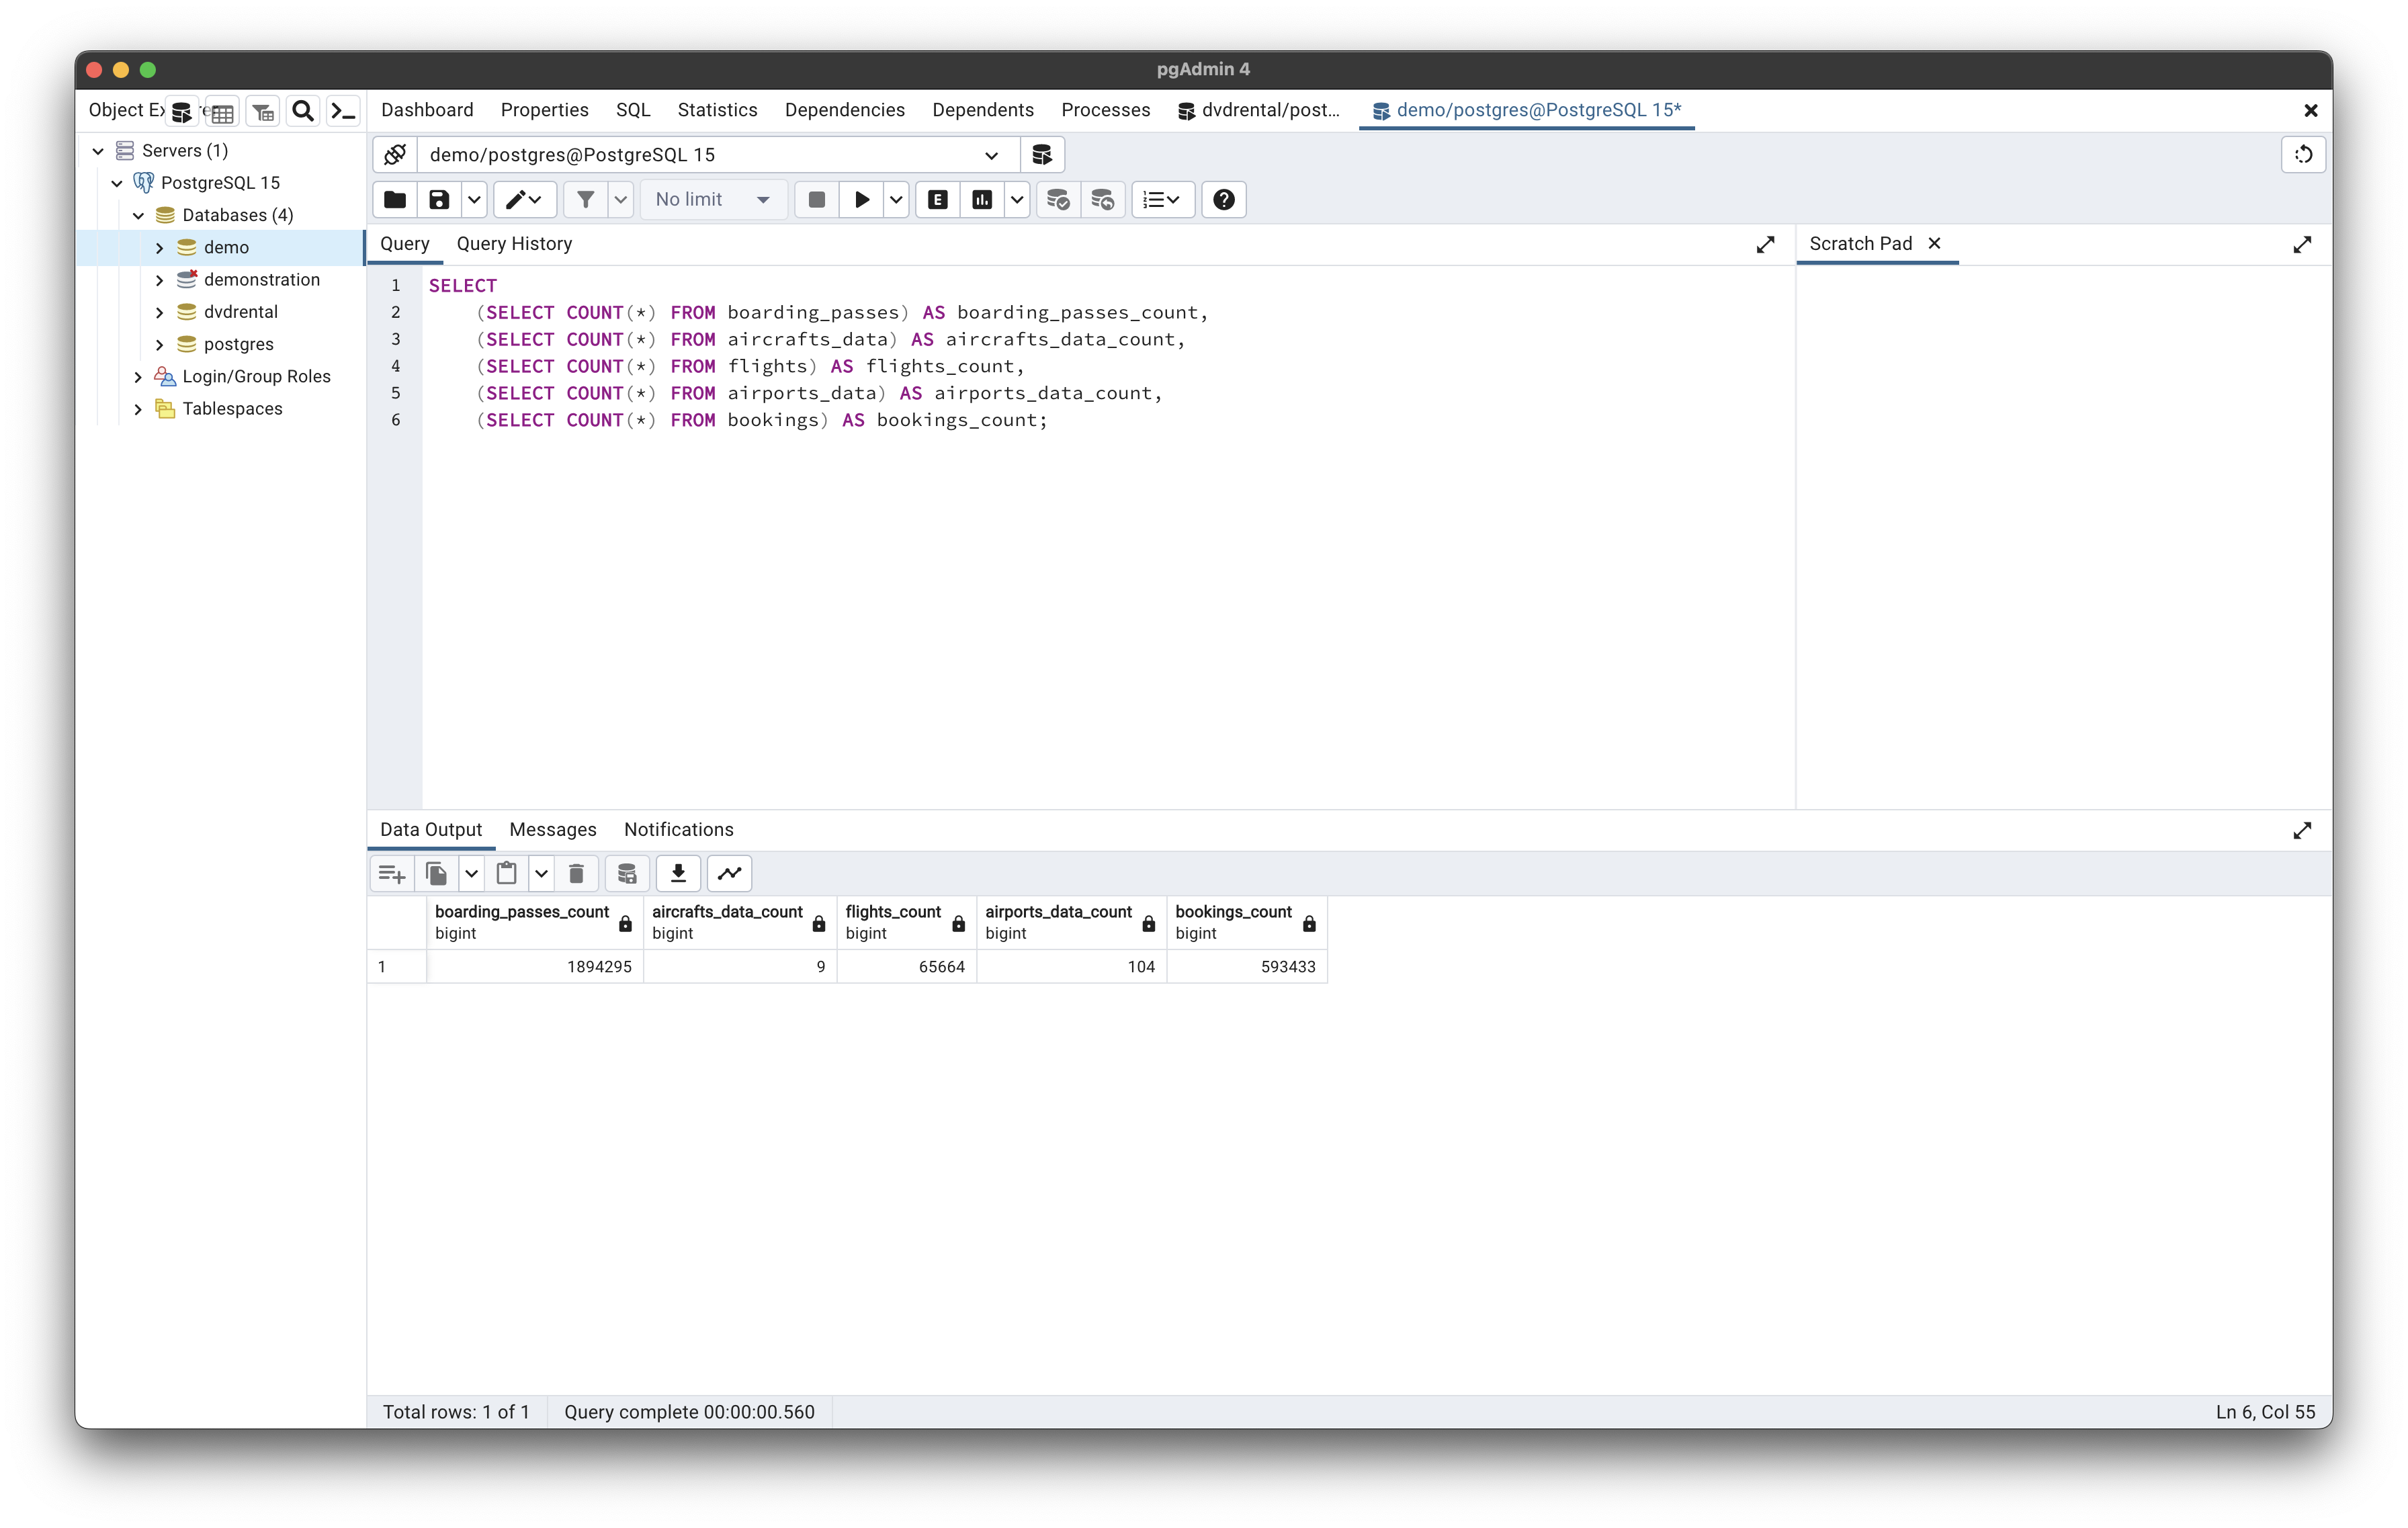 pgAdmin 4
Object Ex
Dashboard Properties SQL Statistics Dependencies Dependents Processes dvdrental/post... demo/postgres@PostgreSQL 15*
Servers (1)
PostgreSQL 15
Databases (4)
demo
demonstration
dvdrental
postgres
Login/Group Roles
Tablespaces
demo/postgres@PostgreSQL 15
No limit
E
Query Query History
Scratch Pad
1 SELECT
2 (SELECT COUNT(*) FROM boarding_passes) AS boarding_passes_count,
3 (SELECT COUNT(*) FROM aircrafts_data) AS aircrafts_data_count,
4 (SELECT COUNT(*) FROM flights) AS flights_count,
5 (SELECT COUNT(*) FROM airports_data) AS airports_data_count,
6 (SELECT COUNT(*) FROM bookings) AS bookings_count;
Data Output Messages Notifications
boarding_passes_count aircrafts_data_count flights_count airports_data_count bookings_count
bigint bigint bigint bigint bigint
1 1894295 9 65664 104 593433
Total rows: 1 of 1 Query complete 00:00:00.560 Ln 6, Col 55